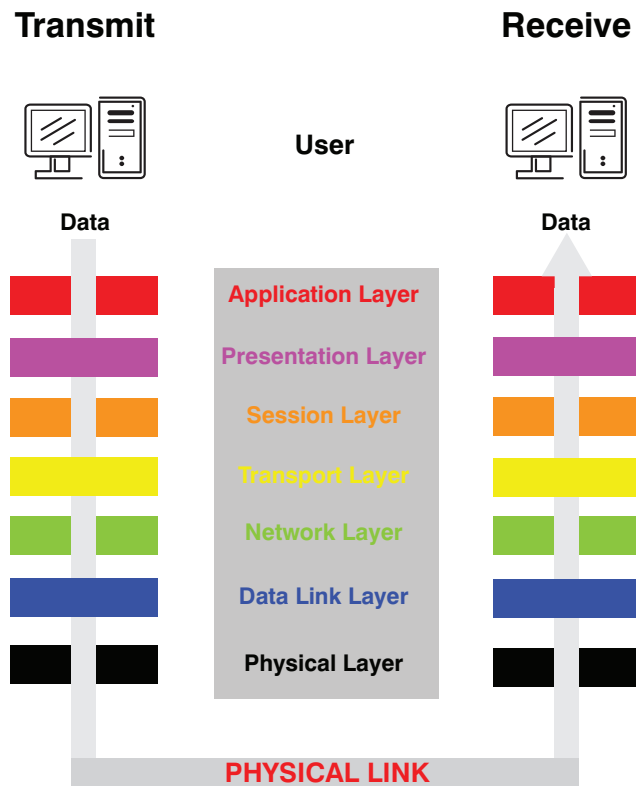 Transmit
Receive
User
Data
Data
Application Layer
Presentation Layer
Session Layer
Transport Layer
Network Layer
Data Link Layer
Physical Layer
PHYSICAL LINK